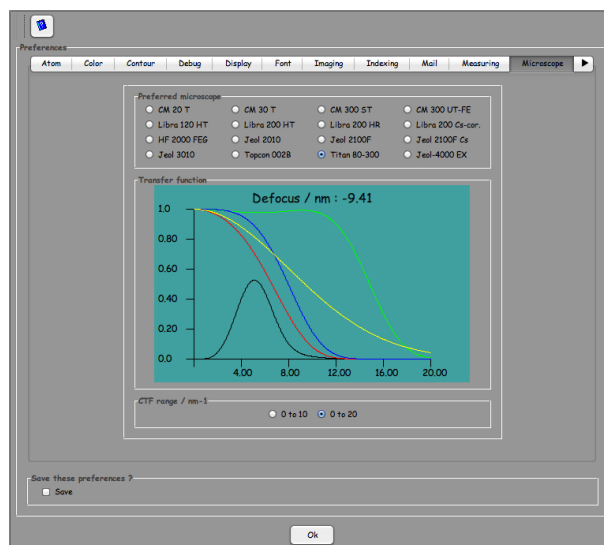 Preferences
Atom Color Contour Debug Display Font Imaging Indexing Mail Measuring Microscope
Preferred microscope
CM 20 T CM 30 T CM 300 ST CM 300 UT-FE
Libra 120 HT Libra 200 HT Libra 200 HR Libra 200 Cs-cor.
HF 2000 FEG Jeol 2010 Jeol 2100F Jeol 2100F Cs
Jeol 3010 Topcon 002B Titan 80-300 Jeol-4000 EX
Transfer function
Defocus / nm : -9.41
1.0
0.80
0.60
0.40
0.20
0.0
4.00 8.00 12.00 16.00 20.00
CTF range / nm-1
0 to 10 0 to 20
Save these preferences ?
Save
Ok